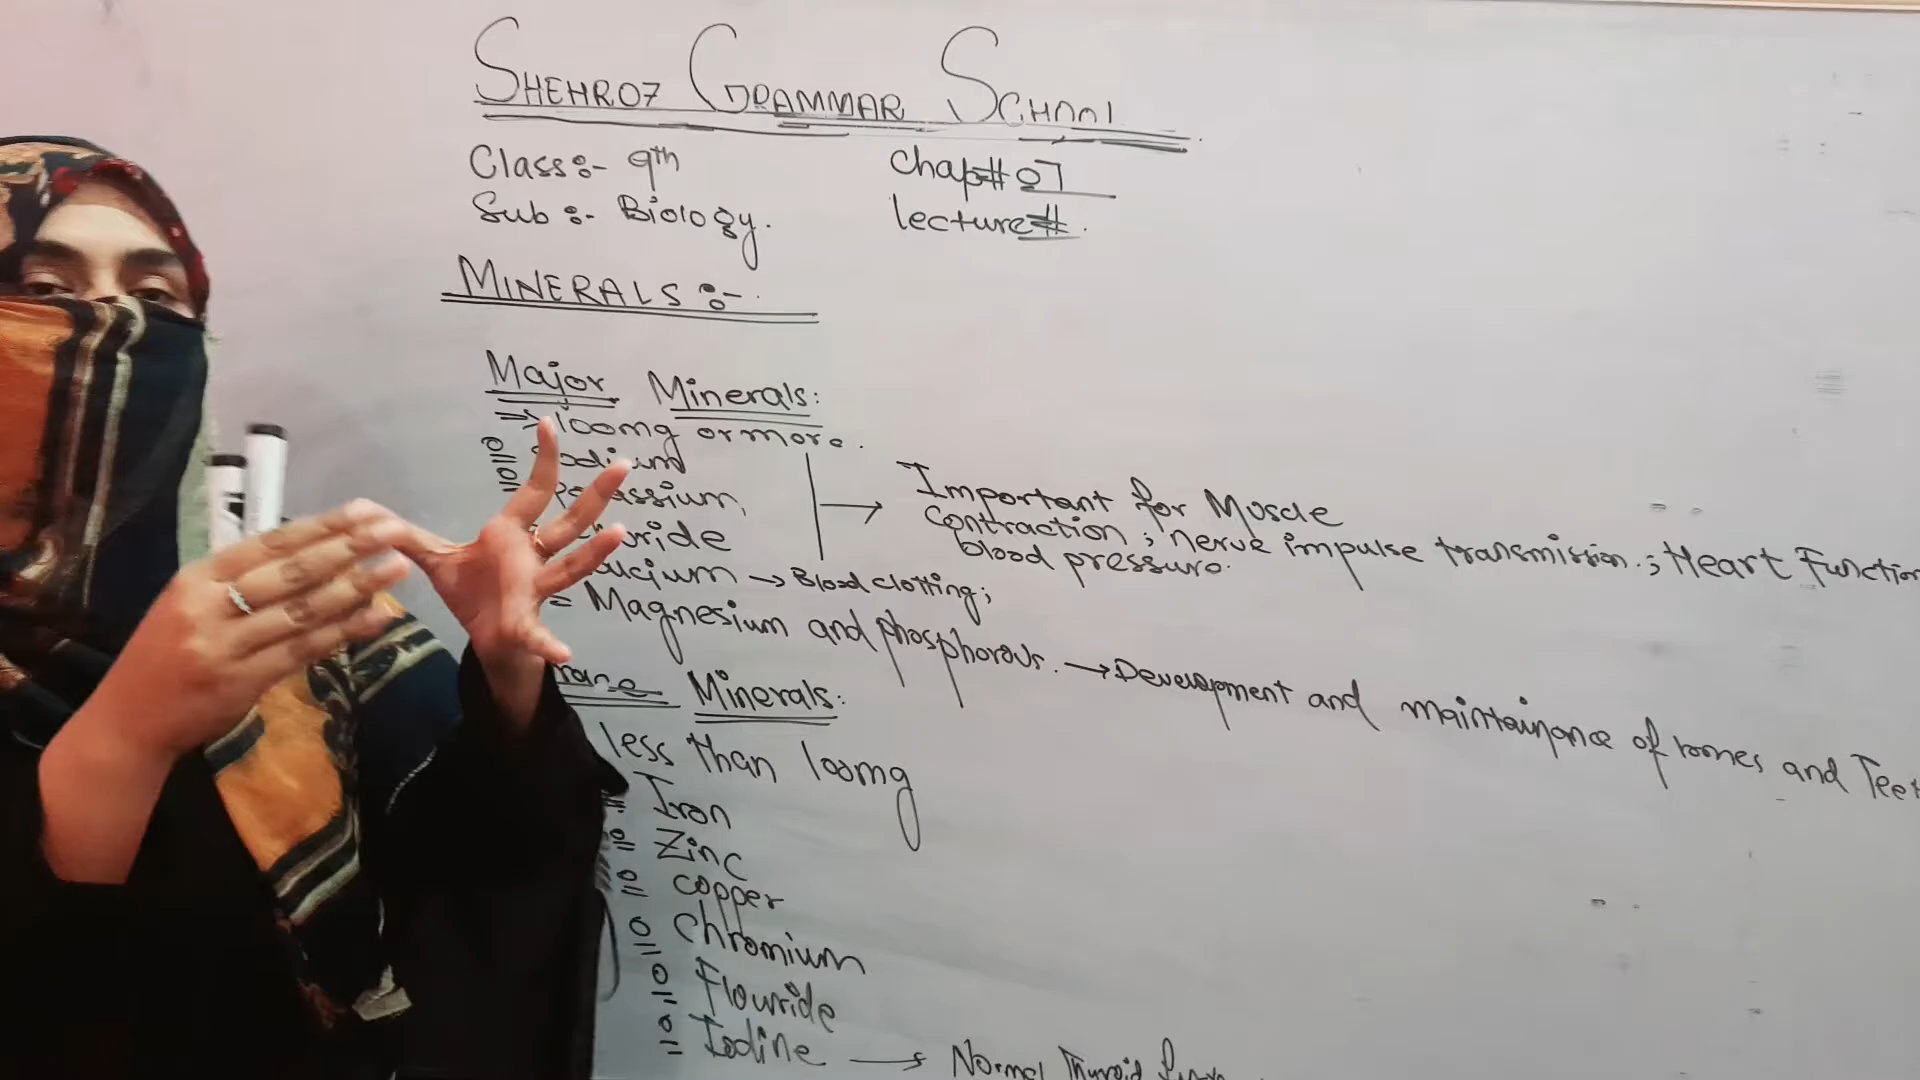 SHEHROZ GRAMMAR SCHOOL
Class:- 9th
Chap# 07
Sub:- Biology.
lecture#.
MINERALS:-
Major Minerals:
=> 100mg or more.
Important for Muscle
Contraction; nerve impulse transmission.; Heart Function
blood pressure.
→ Blood clotting;
= Magnesium and phosphorous. → Development and maintainance of bones and
Minerals:
less than 100mg
= Iron
= Zinc
= copper
= Chromium
= Flouride
= Iodine → Normal Thyroid